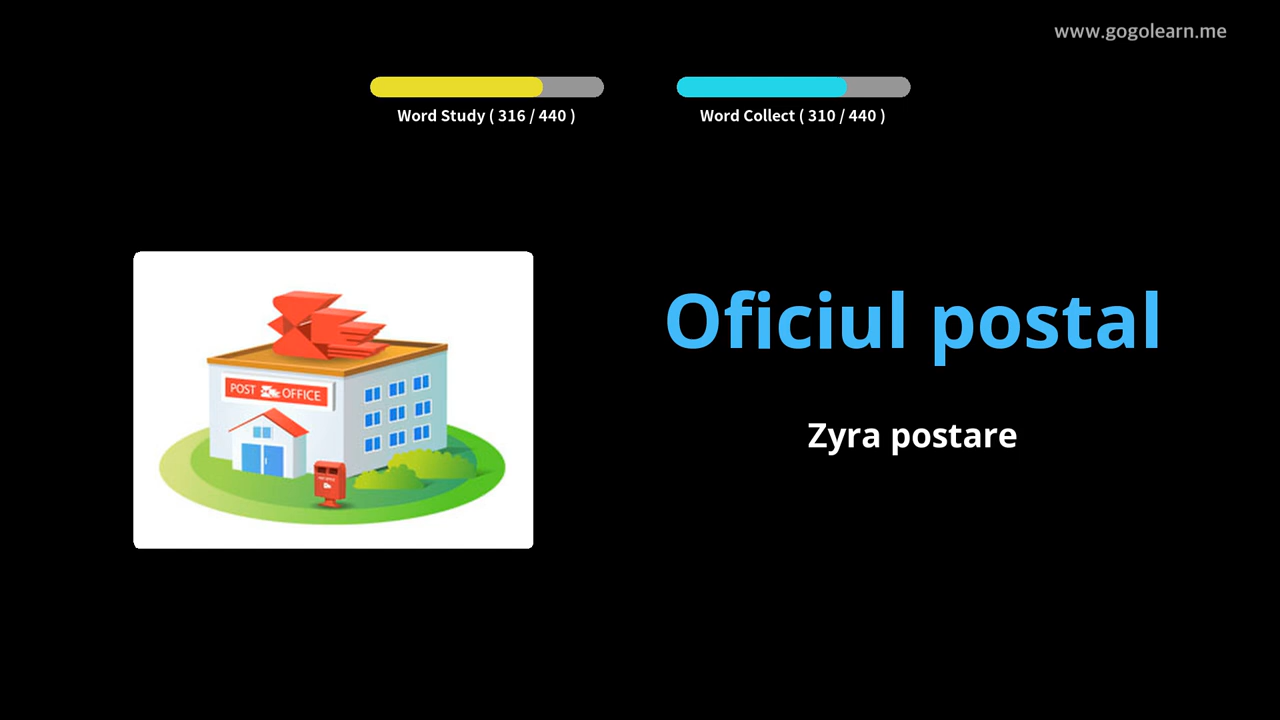 www.gogolearn.me
Word Study ( 316 / 440 )
Word Collect ( 310 / 440 )
POST OFFICE
Oficiul postal
Zyra postare